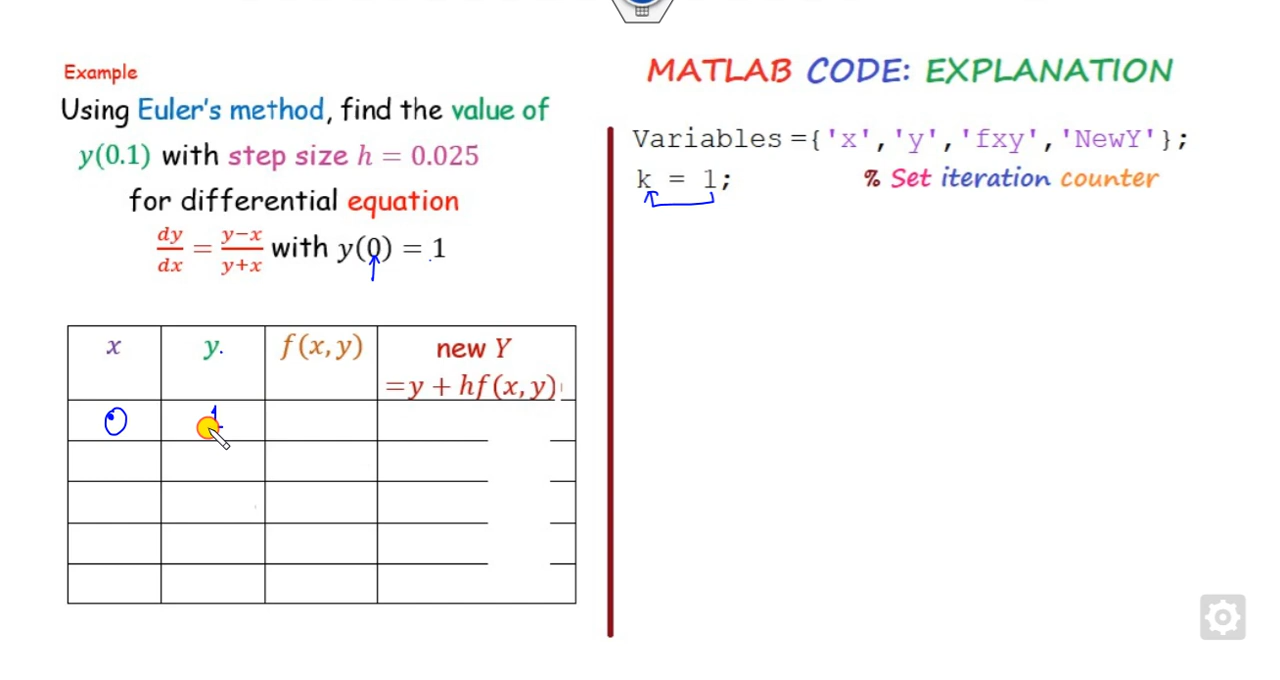 Example
Using Euler's method, find the value of
y(0.1) with step size h = 0.025
for differential equation
dy/dx = y−x/y+x with y(0) = 1
x y. f(x, y) new Y
=y + hf(x, y)
0 1
MATLAB CODE: EXPLANATION
Variables ={'x','y','fxy','NewY'};
k = 1; % Set iteration counter